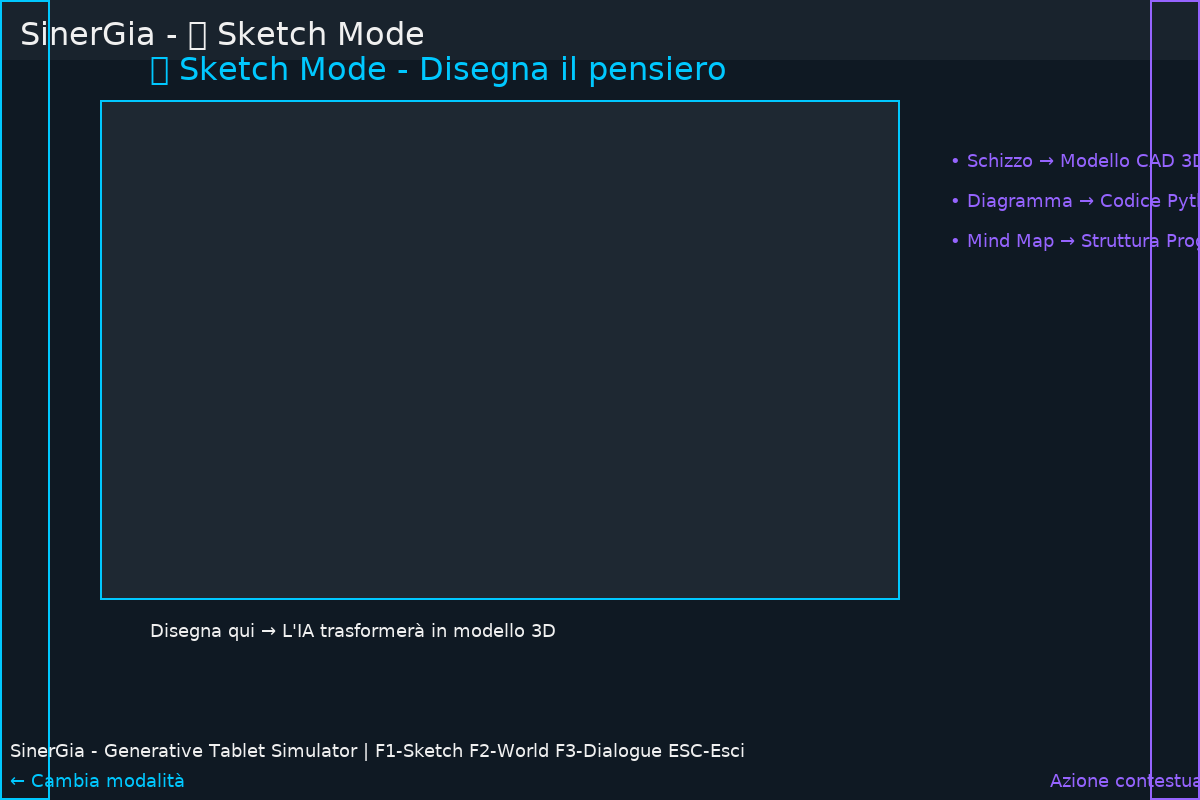 SinerGia - Sketch Mode
Sketch Mode - Disegna il pensiero
• Schizzo → Modello CAD 3D
• Diagramma → Codice Pyt
• Mind Map → Struttura Prog
Disegna qui → L'IA trasformerà in modello 3D
SinerGia - Generative Tablet Simulator | F1-Sketch F2-World F3-Dialogue ESC-Esci
← Cambia modalità
Azione contestua